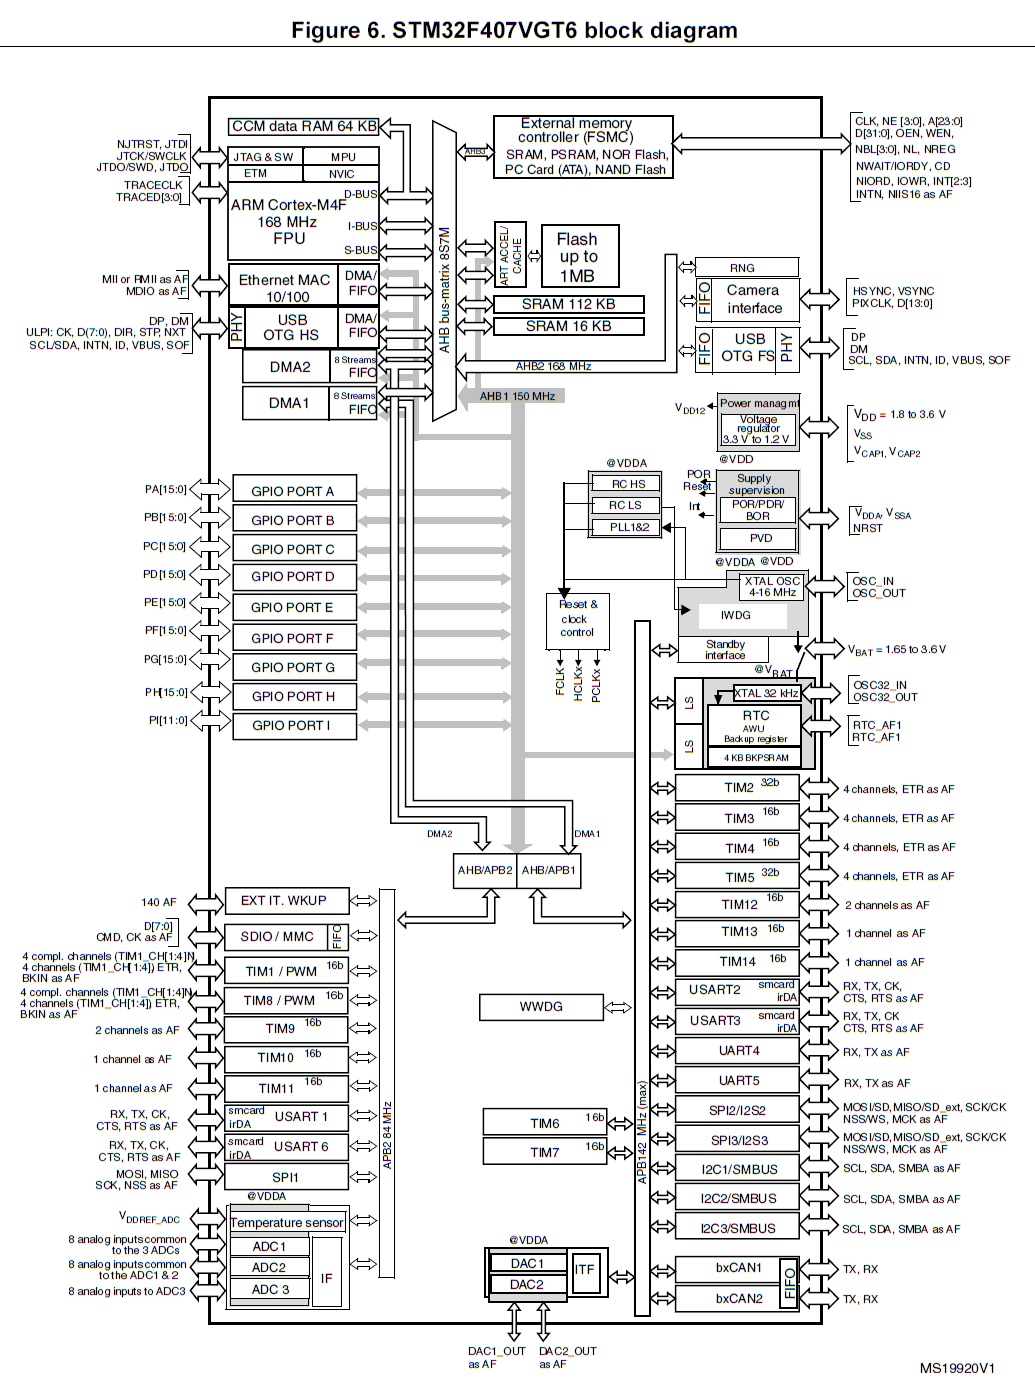 Figure 6. STM32F407VGT6 block diagram
CCM data RAM 64 KB
NJTRST, JTDI
JTCK/SWCLK
JTDO/SWD, JTDO
TRACECLK
TRACED[3:0]
JTAG & SW
MPU
ETM
NVIC
D-BUS
ARM Cortex-M4F
168 MHz
FPU
I-BUS
S-BUS
MII or RMII as AF
MDIO as AF
Ethernet MAC
10/100
DMA/
FIFO
DP, DM
ULPI: CK, D(7:0), DIR, STP, NXT
SCL/SDA, INTN, ID, VBUS, SOF
PHY
USB
OTG HS
DMA/
FIFO
DMA2
8 Streams
FIFO
DMA1
8 Streams
FIFO
AHB bus-matrix 8S7M
AHB3
External memory
controller (FSMC)
SRAM, PSRAM, NOR Flash,
PC Card (ATA), NAND Flash
CLK, NE [3:0], A[23:0]
D[31:0], OEN, WEN,
NBL[3:0], NL, NREG
NWAIT/IORDY, CD
NIORD, IOWR, INT[2:3]
INTN, NIIS16 as AF
ART ACCEL/
CACHE
Flash
up to
1MB
SRAM 112 KB
SRAM 16 KB
AHB2 168 MHz
AHB1 150 MHz
RNG
FIFO
Camera
interface
HSYNC, VSYNC
PIXCLK, D[13:0]
FIFO
USB
OTG FS
PHY
DP
DM
SCL, SDA, INTN, ID, VBUS, SOF
VDD12
Power managmt
Voltage
regulator
3.3 V to 1.2 V
@VDD
VDD = 1.8 to 3.6 V
VSS
VCAP1, VCAP2
@VDDA
RC HS
RC LS
PLL1&2
POR
Reset
Int
Supply
supervision
POR/PDR/
BOR
PVD
VDDA, VSSA
NRST
@VDDA @VDD
XTAL OSC
4-16 MHz
OSC_IN
OSC_OUT
IWDG
Reset &
clock
control
FCLK
HCLKx
PCLKx
Standby
interface
@VBAT
VBAT = 1.65 to 3.6 V
LS
LS
XTAL 32 kHz
OSC32_IN
OSC32_OUT
RTC
AWU
Backup register
RTC_AF1
RTC_AF1
4 KB BKPSRAM
PA[15:0]
GPIO PORT A
PB[15:0]
GPIO PORT B
PC[15:0]
GPIO PORT C
PD[15:0]
GPIO PORT D
PE[15:0]
GPIO PORT E
PF[15:0]
GPIO PORT F
PG[15:0]
GPIO PORT G
PH[15:0]
GPIO PORT H
PI[11:0]
GPIO PORT I
DMA2
DMA1
AHB/APB2
AHB/APB1
140 AF
EXT IT. WKUP
D[7:0]
CMD, CK as AF
SDIO / MMC
FIFO
4 compl. channels (TIM1_CH[1:4]N
4 channels (TIM1_CH[1:4]) ETR,
BKIN as AF
TIM1 / PWM
16b
4 compl. channels (TIM1_CH[1:4]N
4 channels (TIM1_CH[1:4]) ETR,
BKIN as AF
TIM8 / PWM
16b
2 channels as AF
TIM9
16b
1 channel as AF
TIM10
16b
1 channel as AF
TIM11
16b
RX, TX, CK,
CTS, RTS as AF
smcard
irDA
USART 1
RX, TX, CK,
CTS, RTS as AF
smcard
irDA
USART 6
MOSI, MISO
SCK, NSS as AF
SPI1
@VDDA
VDDREF_ADC
Temperature sensor
8 analog inputs common
to the 3 ADCs
ADC1
8 analog inputs common
to the ADC1 & 2
ADC2
8 analog inputs to ADC3
ADC 3
IF
APB2 84 MHz
WWDG
TIM6
16b
TIM7
16b
@VDDA
DAC1
DAC2
ITF
DAC1_OUT
as AF
DAC2_OUT
as AF
APB142 MHz (max)
TIM2
32b
4 channels, ETR as AF
TIM3
16b
4 channels, ETR as AF
TIM4
16b
4 channels, ETR as AF
TIM5
32b
4 channels, ETR as AF
TIM12
16b
2 channels as AF
TIM13
16b
1 channel as AF
TIM14
16b
1 channel as AF
USART2
smcard
irDA
RX, TX, CK,
CTS, RTS as AF
USART3
smcard
irDA
RX, TX, CK
CTS, RTS as AF
UART4
RX, TX as AF
UART5
RX, TX as AF
SPI2/I2S2
MOSI/SD, MISO/SD_ext, SCK/CK
NSS/WS, MCK as AF
SPI3/I2S3
MOSI/SD, MISO/SD_ext, SCK/CK
NSS/WS, MCK as AF
I2C1/SMBUS
SCL, SDA, SMBA as AF
I2C2/SMBUS
SCL, SDA, SMBA as AF
I2C3/SMBUS
SCL, SDA, SMBA as AF
bxCAN1
TX, RX
bxCAN2
FIFO
TX, RX
MS19920V1